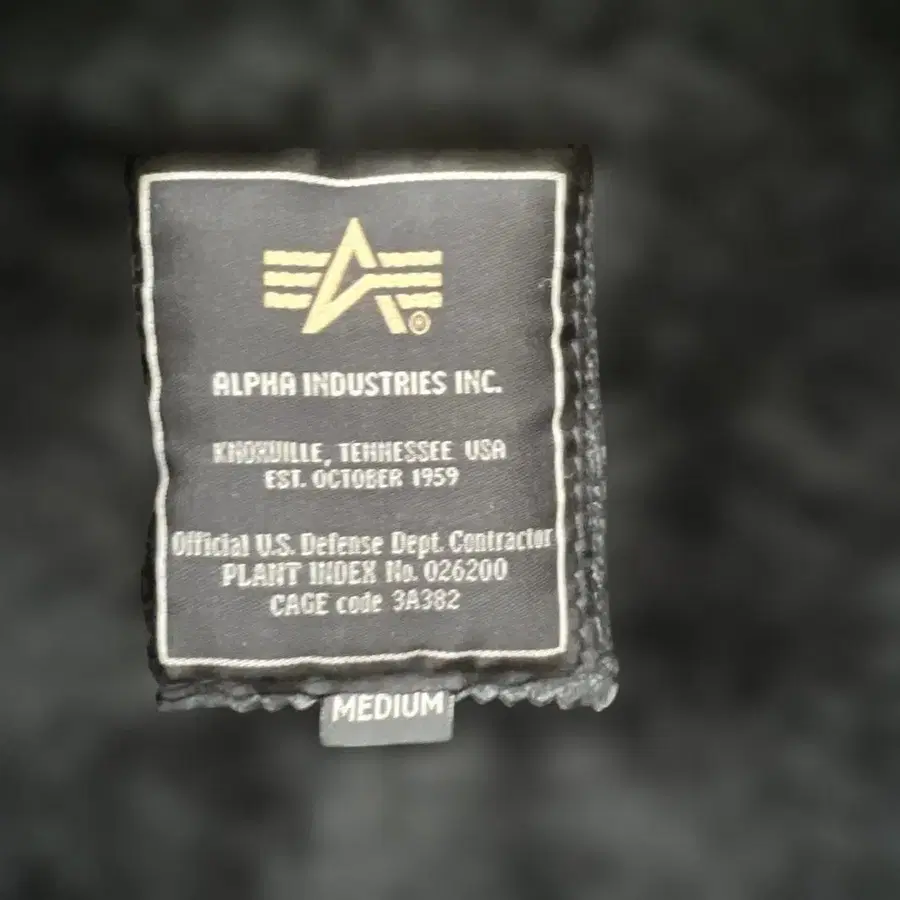 ALPHA INDUSTRIES INC.
KNOXVILLE, TENNESSEE USA
EST. OCTOBER 1959
Official U.S. Defense Dept. Contractor
PLANT INDEX No. 026200
CAGE code 3A382
MEDIUM